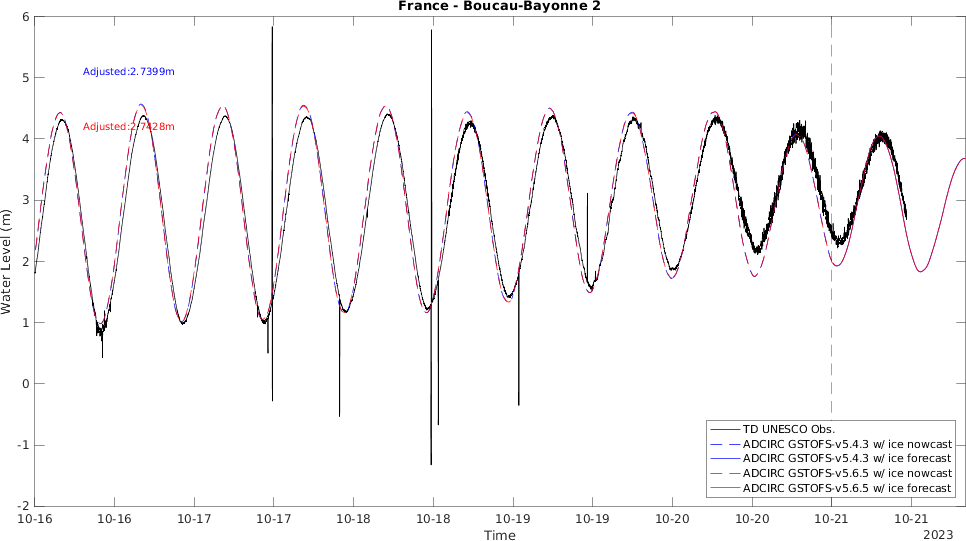 France - Boucau-Bayonne 2
6
5
4
3
2
1
0
-1
-2
Water Level (m)
Adjusted:2.7399m
Adjusted:2.7428m
TD UNESCO Obs.
ADCIRC GSTOFS-v5.4.3 w/ ice nowcast
ADCIRC GSTOFS-v5.4.3 w/ ice forecast
ADCIRC GSTOFS-v5.6.5 w/ ice nowcast
ADCIRC GSTOFS-v5.6.5 w/ ice forecast
10-16 10-16 10-17 10-17 10-18 10-18 10-19 10-19 10-20 10-20 10-21 10-21
Time
2023